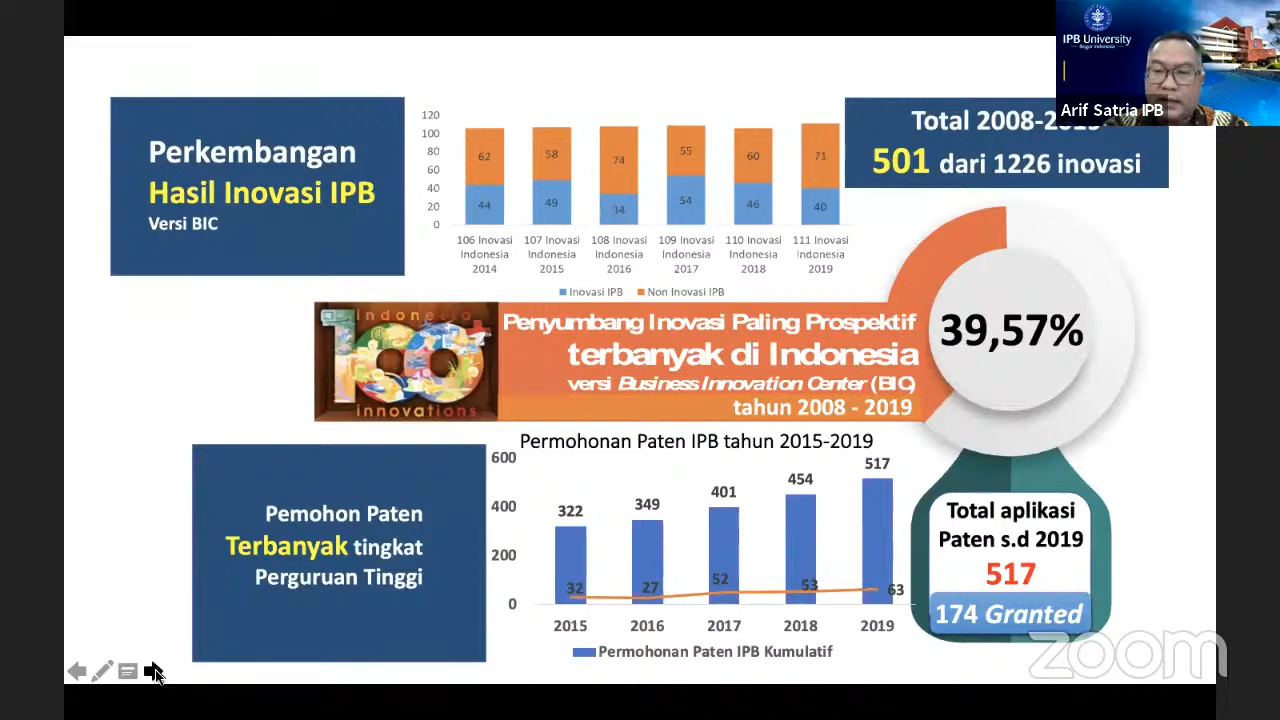 IPB University
Bogor Indonesia
Arif Satria IPB
Perkembangan
Hasil Inovasi IPB
Versi BIC
120
100
80
60
40
20
0
62
58
74
55
60
71
44
49
34
54
46
40
106 Inovasi Indonesia 2014
107 Inovasi Indonesia 2015
108 Inovasi Indonesia 2016
109 Inovasi Indonesia 2017
110 Inovasi Indonesia 2018
111 Inovasi Indonesia 2019
Inovasi IPB
Non Inovasi IPB
Total 2008-2019
501 dari 1226 inovasi
Indonesia
100
innovations
Penyumbang Inovasi Paling Prospektif
terbanyak di Indonesia
versi Business Innovation Center (BIC)
tahun 2008 - 2019
39,57%
Pemohon Paten
Terbanyak tingkat
Perguruan Tinggi
Permohonan Paten IPB tahun 2015-2019
600
400
200
0
322
349
401
454
517
32
27
52
53
63
2015
2016
2017
2018
2019
Permohonan Paten IPB Kumulatif
Total aplikasi
Paten s.d 2019
517
174 Granted
zoom